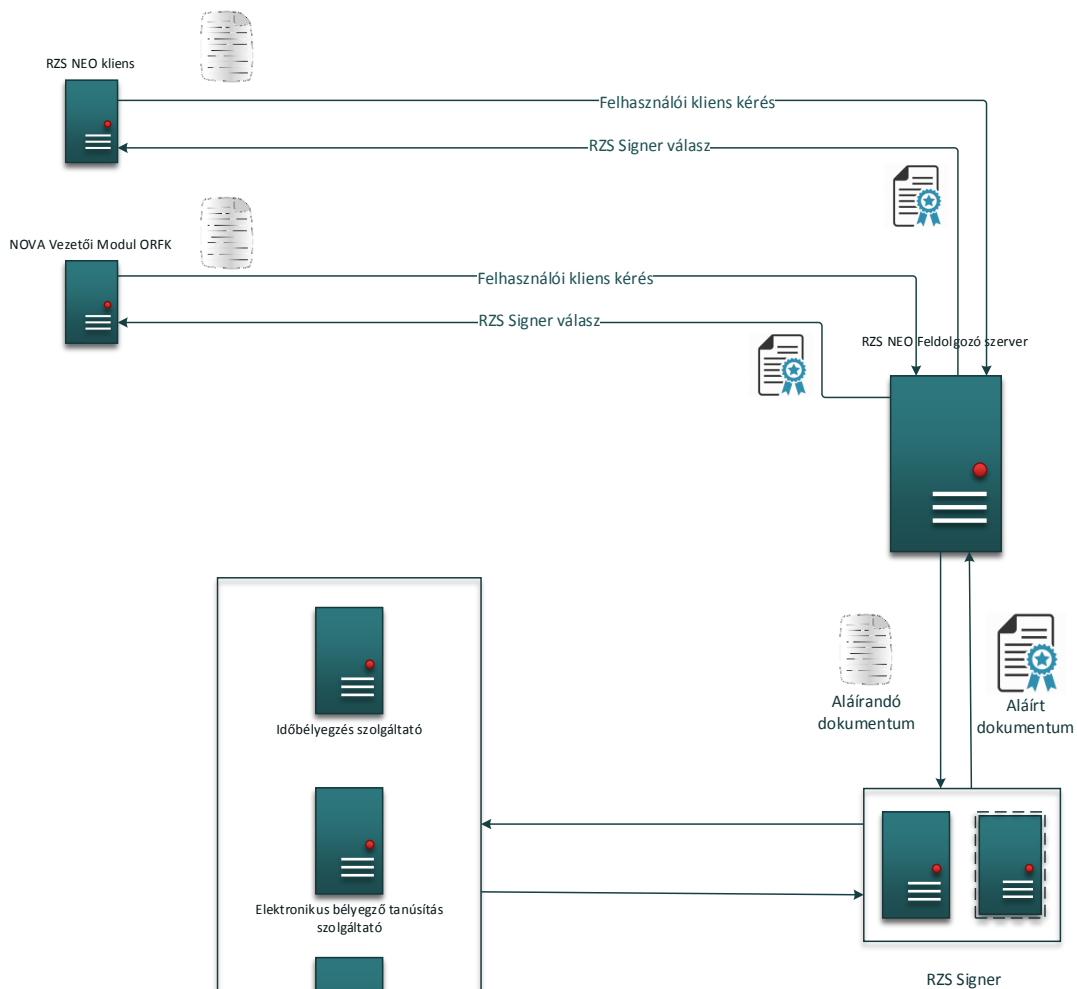 RZS NEO kliens
Felhasználói kliens kérés
RZS Signer válasz
NOVA Vezetői Modul ORFK
Felhasználói kliens kérés
RZS Signer válasz
RZS NEO Feldolgozó szerver
Aláírandó
dokumentum
Aláírt
dokumentum
Időbélyegzés szolgáltató
Elektronikus bélyegző tanúsítás
szolgáltató
RZS Signer